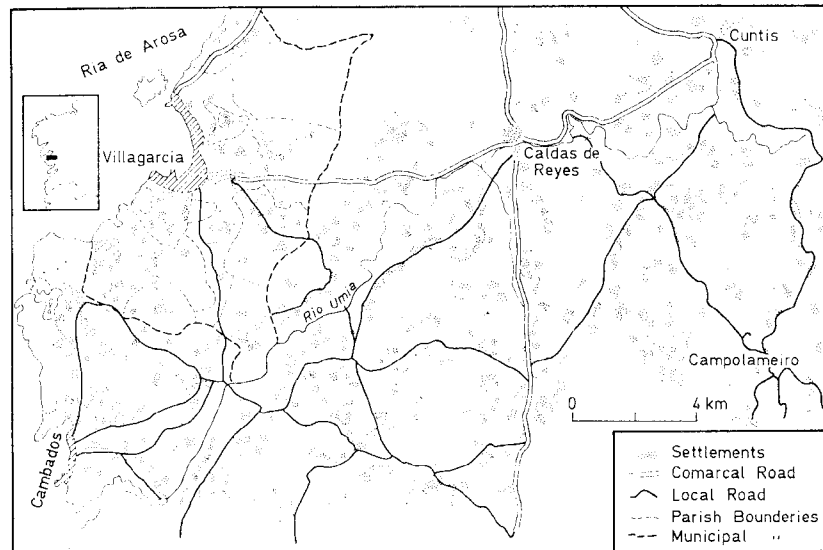 Ria de Arosa
Cuntis
Villagarcia
Caldas de
Reyes
Rio Umia
Campolameiro
0 4 km
Cambados
Settlements
Comarcal Road
Local Road
Parish Bounderies
Municipal "